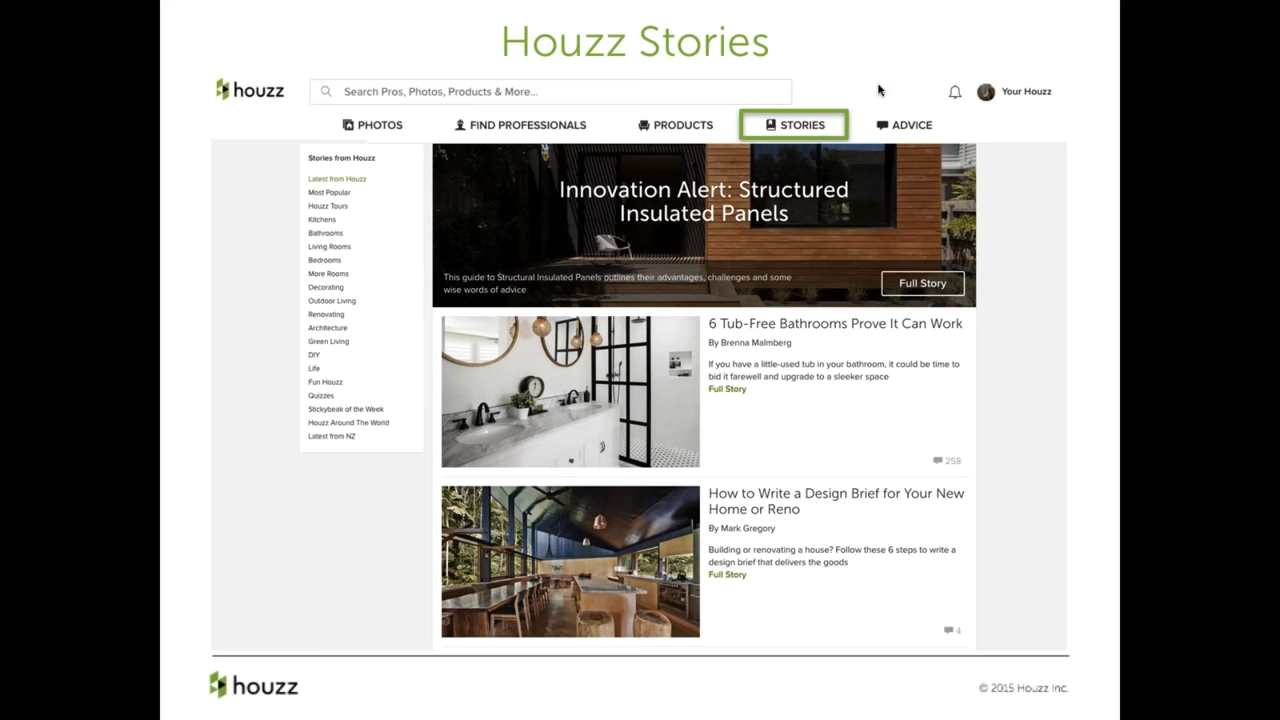 Houzz Stories
houzz
Search Pros, Photos, Products & More...
Your Houzz
PHOTOS
FIND PROFESSIONALS
PRODUCTS
STORIES
ADVICE
Stories from Houzz
Latest from Houzz
Most Popular
Houzz Tours
Kitchens
Bathrooms
Living Rooms
Bedrooms
More Rooms
Decorating
Outdoor Living
Renovating
Architecture
Green Living
DIY
Life
Fun Houzz
Quizzes
Stickybeak of the Week
Houzz Around The World
Latest from NZ
Innovation Alert: Structured
Insulated Panels
This guide to Structural Insulated Panels outlines their advantages, challenges and some
wise words of advice
Full Story
6 Tub-Free Bathrooms Prove It Can Work
By Brenna Malmberg
If you have a little-used tub in your bathroom, it could be time to
bid it farewell and upgrade to a sleeker space
Full Story
258
How to Write a Design Brief for Your New
Home or Reno
By Mark Gregory
Building or renovating a house? Follow these 6 steps to write a
design brief that delivers the goods
Full Story
4
houzz
© 2015 Houzz Inc.